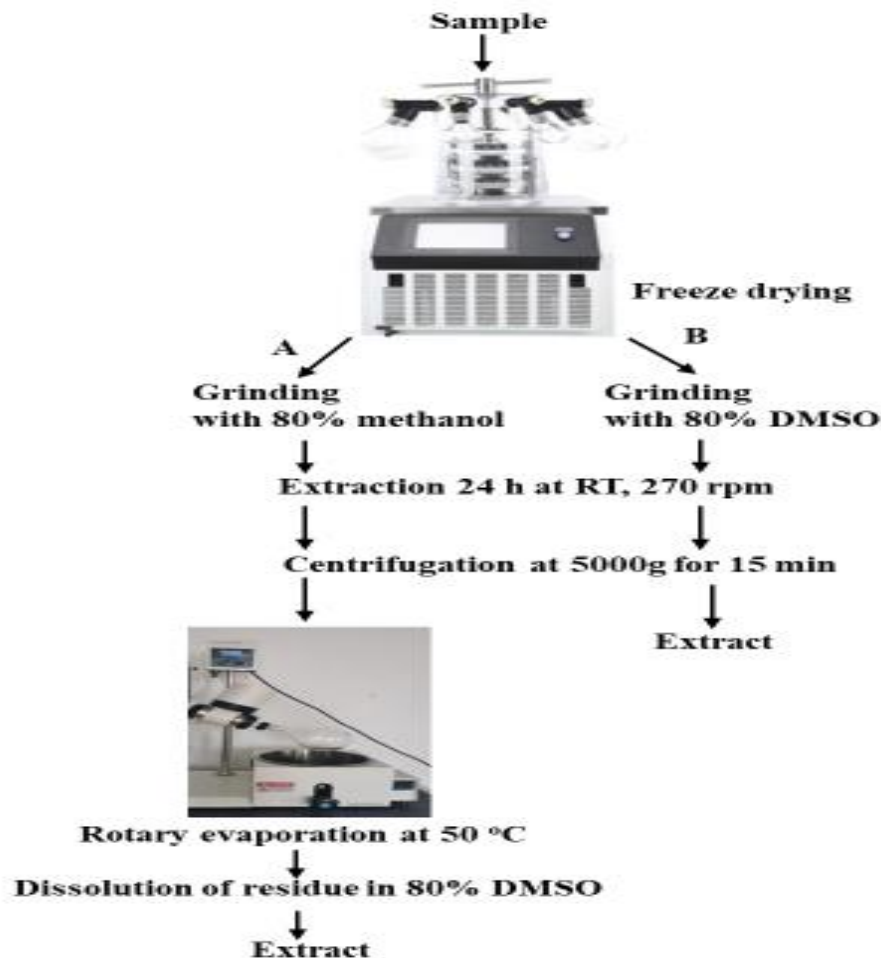 Sample
Freeze drying
A
B
Grinding
with 80% methanol
Grinding
with 80% DMSO
Extraction 24 h at RT, 270 rpm
Centrifugation at 5000g for 15 min
Extract
Rotary evaporation at 50 °C
Dissolution of residue in 80% DMSO
Extract